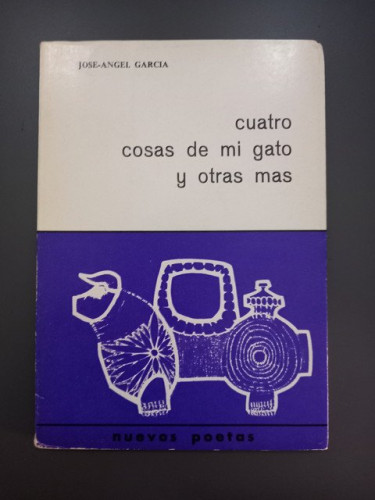 JOSE-ANGEL GARCIA
cuatro
cosas de mi gato
y otras mas
nuevos poetas